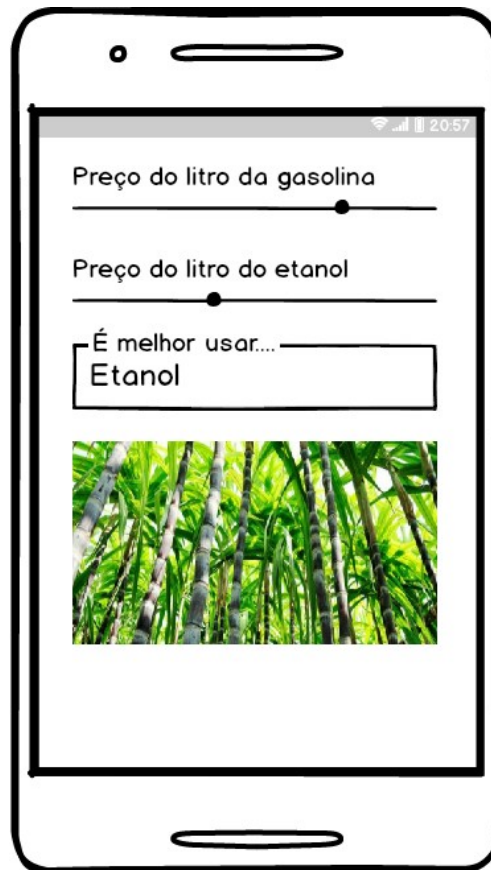 20:57
Preço do litro da gasolina
Preço do litro do etanol
É melhor usar....
Etanol